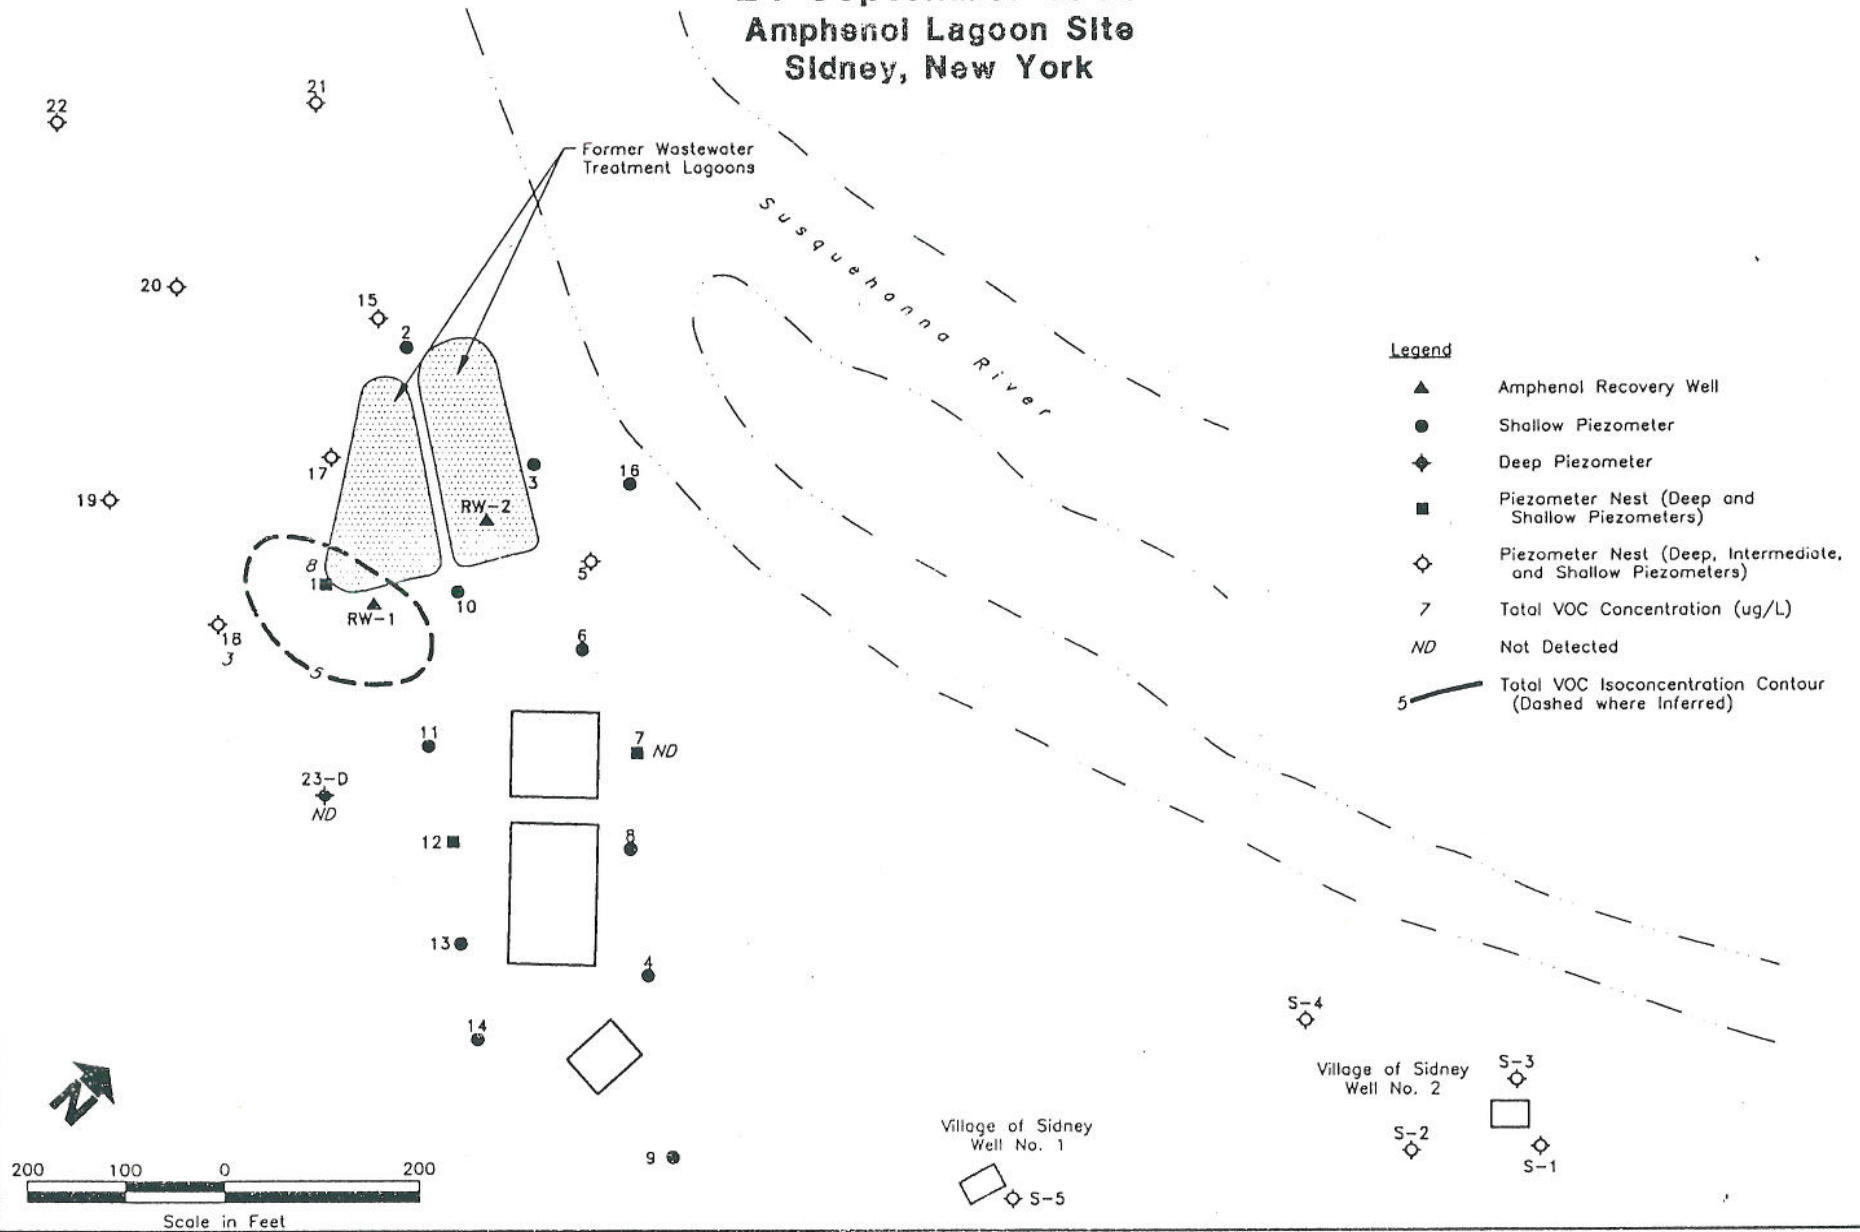 Amphenol Lagoon Site
Sidney, New York
21
22
Former Wastewater
Treatment Lagoons
Susquehanna River
20
15
2
17
3
16
19
RW-2
8
1
RW-1
10
5
18
3
5
6
11
7 ND
23-D
ND
12
8
13
4
14
9
Legend
Amphenol Recovery Well
Shallow Piezometer
Deep Piezometer
Piezometer Nest (Deep and
Shallow Piezometers)
Piezometer Nest (Deep, Intermediate,
and Shallow Piezometers)
7 Total VOC Concentration (ug/L)
ND Not Detected
5 Total VOC Isoconcentration Contour
(Dashed where Inferred)
S-4
Village of Sidney
Well No. 2
S-3
S-2
S-1
Village of Sidney
Well No. 1
S-5
N
200 100 0 200
Scale in Feet